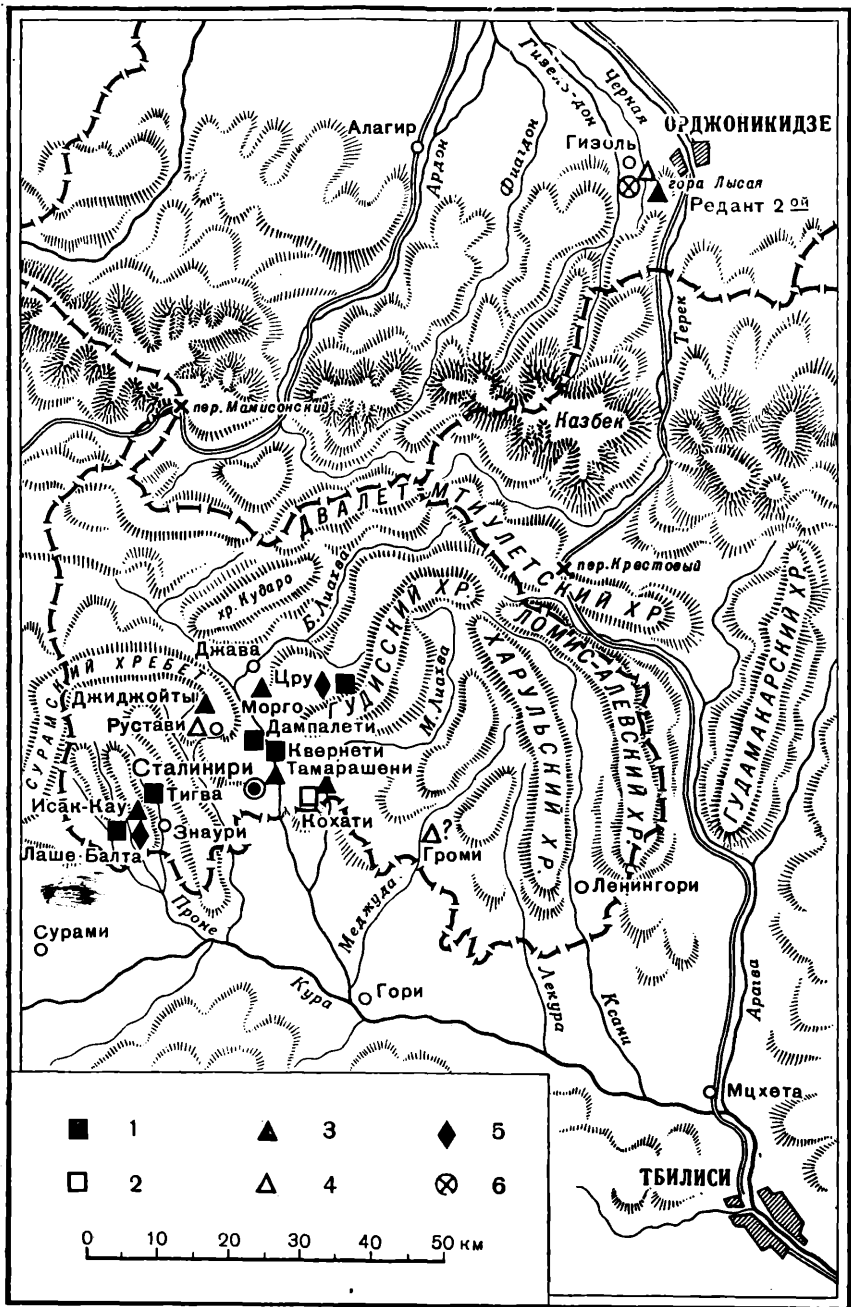 Гизель-дон
Черная
ОРДЖОНИКИДЗЕ
Алагир
Ардон
Фиагдон
Гизоль
гора Лысая
Редант 2ой
Терек
пер. Мамисонский
Казбек
ДВАЛЕТ-МТИУЛЕТСКИЙ ХР.
пер. Крестовый
хр. Кударо
Б. Лиахва
ГУДИССКИЙ ХР.
ЛОМИС-АЛЕВСКИЙ ХР.
ХАРУЛЬСКИЙ ХР.
ГУДАМАКАРСКИЙ ХР.
М. Лиахва
Джава
СУРАМСКИЙ ХРЕБЕТ
Цру
Джиджойты
Морго
Рустави
Дампалети
Квернети
Сталинири
Тамарашени
Исак-Кау
Тигва
Кохати
Знаури
?
Лаше-Балта
Громи
Ленингори
Проне
Меджуда
Сурами
Гори
Кура
Лекура
Ксани
Арагва
Мцхета
ТБИЛИСИ
1 3 5
2 4 6
0 10 20 30 40 50 км